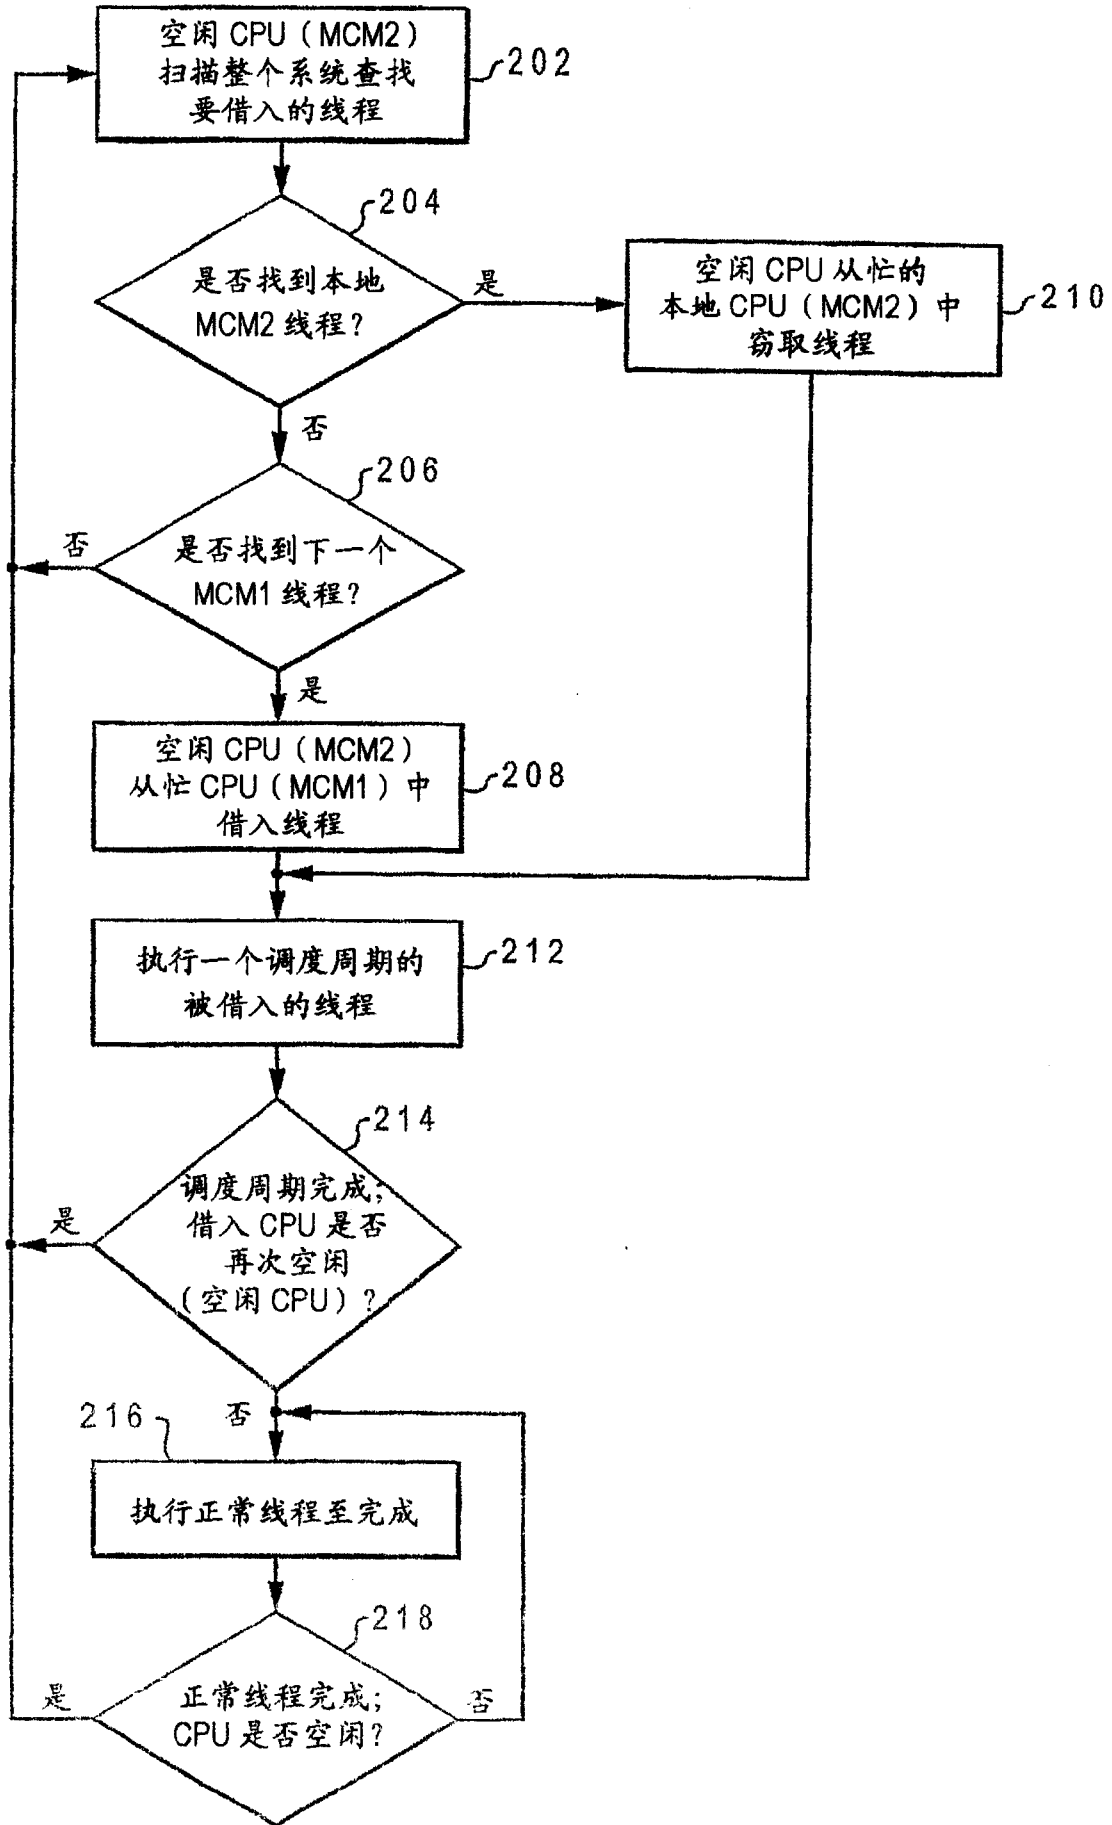 空闲 CPU（MCM2）
扫描整个系统查找
要借入的线程
202
204
是否找到本地
MCM2 线程？
是
空闲 CPU 从忙的
本地 CPU（MCM2）中
窃取线程
210
否
206
是否找到下一个
MCM1 线程？
否
是
空闲 CPU（MCM2）
从忙 CPU（MCM1）中
借入线程
208
执行一个调度周期的
被借入的线程
212
214
调度周期完成；
借入 CPU 是否
再次空闲
（空闲 CPU）？
是
否
216
执行正常线程至完成
218
正常线程完成；
CPU 是否空闲？
是
否